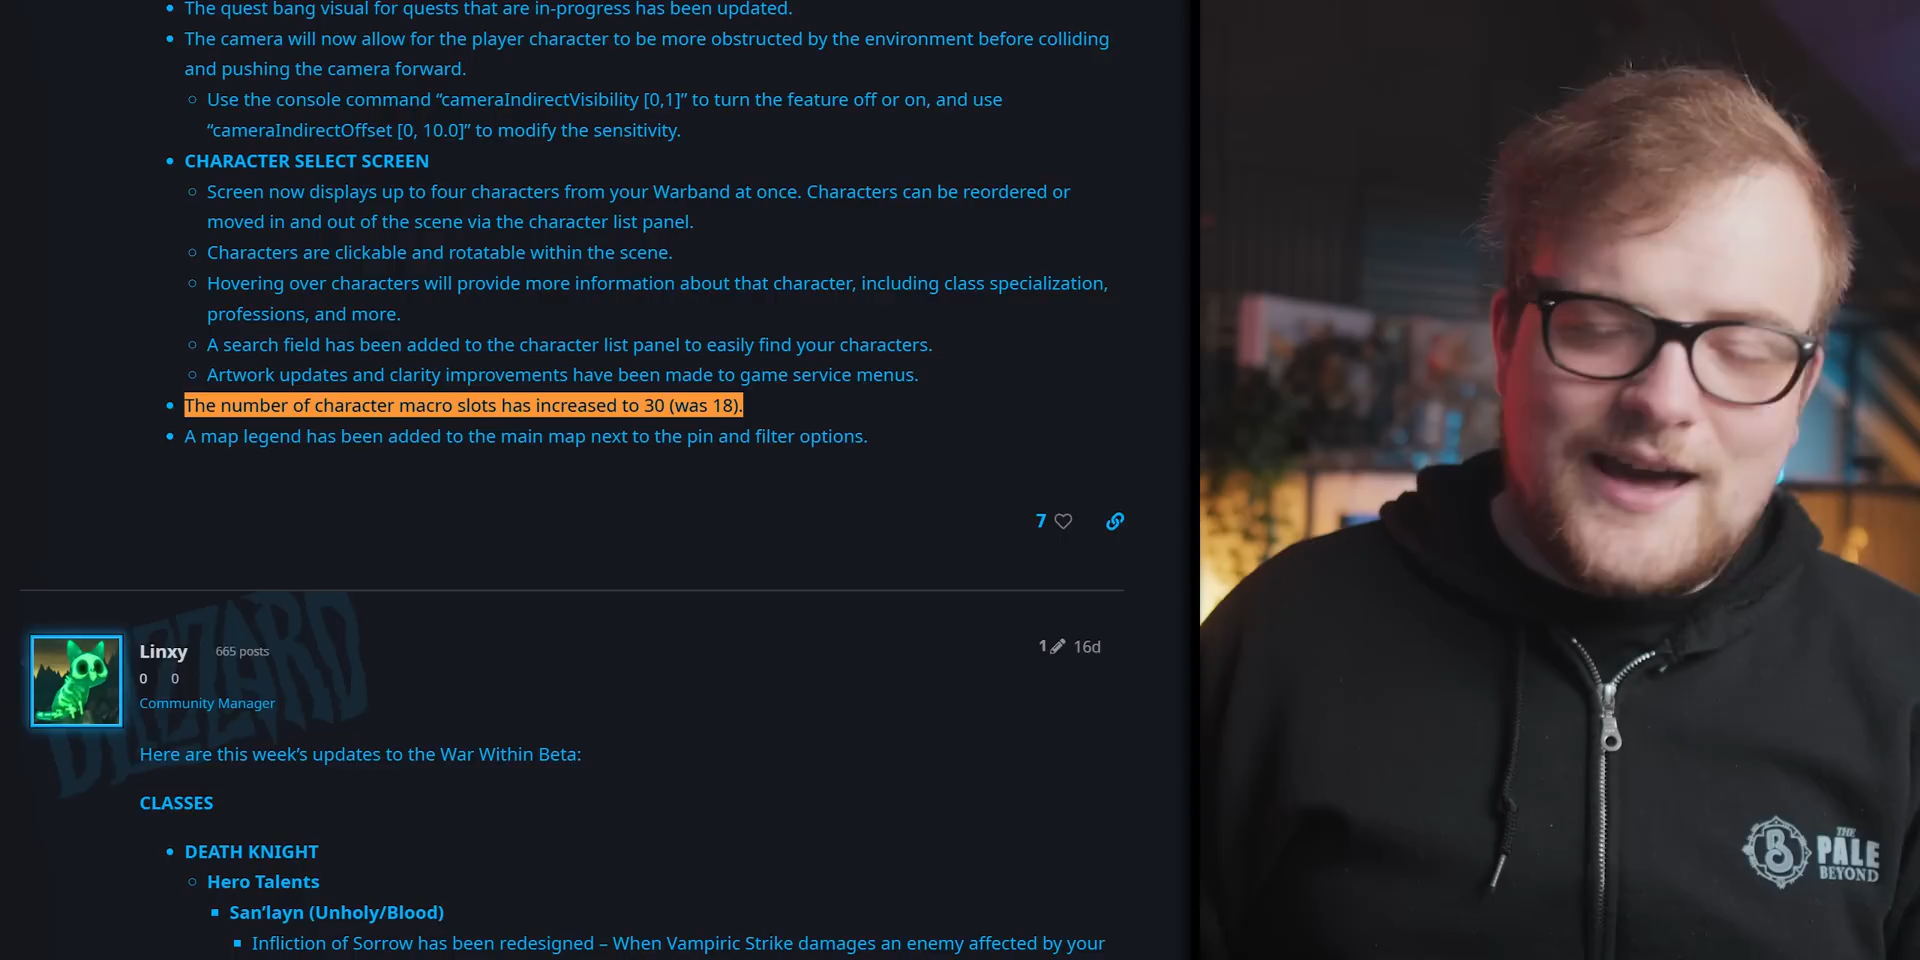 The quest bang visual for quests that are in-progress has been updated.
The camera will now allow for the player character to be more obstructed by the environment before colliding
and pushing the camera forward.
Use the console command “cameraIndirectVisibility [0,1]” to turn the feature off or on, and use
“cameraIndirectOffset [0, 10.0]” to modify the sensitivity.
CHARACTER SELECT SCREEN
Screen now displays up to four characters from your Warband at once. Characters can be reordered or
moved in and out of the scene via the character list panel.
Characters are clickable and rotatable within the scene.
Hovering over characters will provide more information about that character, including class specialization,
professions, and more.
A search field has been added to the character list panel to easily find your characters.
Artwork updates and clarity improvements have been made to game service menus.
The number of character macro slots has increased to 30 (was 18).
A map legend has been added to the main map next to the pin and filter options.
7
BLIZZARD
Linxy 665 posts
1 16d
0 0
Community Manager
Here are this week’s updates to the War Within Beta:
CLASSES
DEATH KNIGHT
Hero Talents
San’layn (Unholy/Blood)
Infliction of Sorrow has been redesigned – When Vampiric Strike damages an enemy affected by your
B
THE
PALE
BEYOND